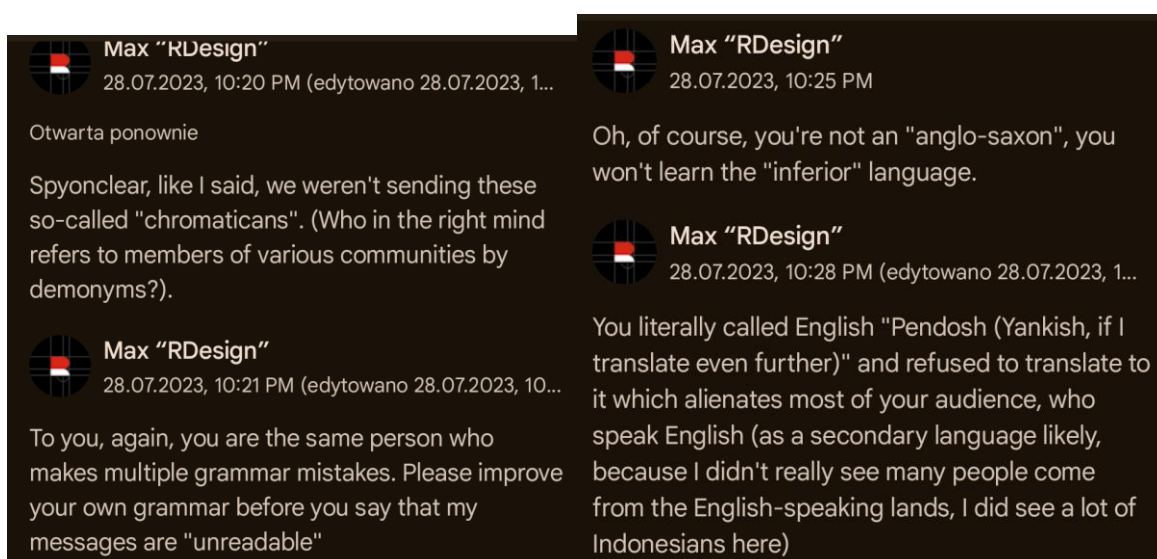 Max “RDesign”
28.07.2023, 10:20 PM (edytowano 28.07.2023, 1...
Otwarta ponownie
Spyonclear, like I said, we weren't sending these
so-called "chromaticans". (Who in the right mind
refers to members of various communities by
demonyms?).
Max “RDesign”
28.07.2023, 10:21 PM (edytowano 28.07.2023, 10...
To you, again, you are the same person who
makes multiple grammar mistakes. Please improve
your own grammar before you say that my
messages are "unreadable"
Max “RDesign”
28.07.2023, 10:25 PM
Oh, of course, you're not an "anglo-saxon", you
won't learn the "inferior" language.
Max “RDesign”
28.07.2023, 10:28 PM (edytowano 28.07.2023, 1...
You literally called English "Pendosh (Yankish, if I
translate even further)" and refused to translate to
it which alienates most of your audience, who
speak English (as a secondary language likely,
because I didn't really see many people come
from the English-speaking lands, I did see a lot of
Indonesians here)